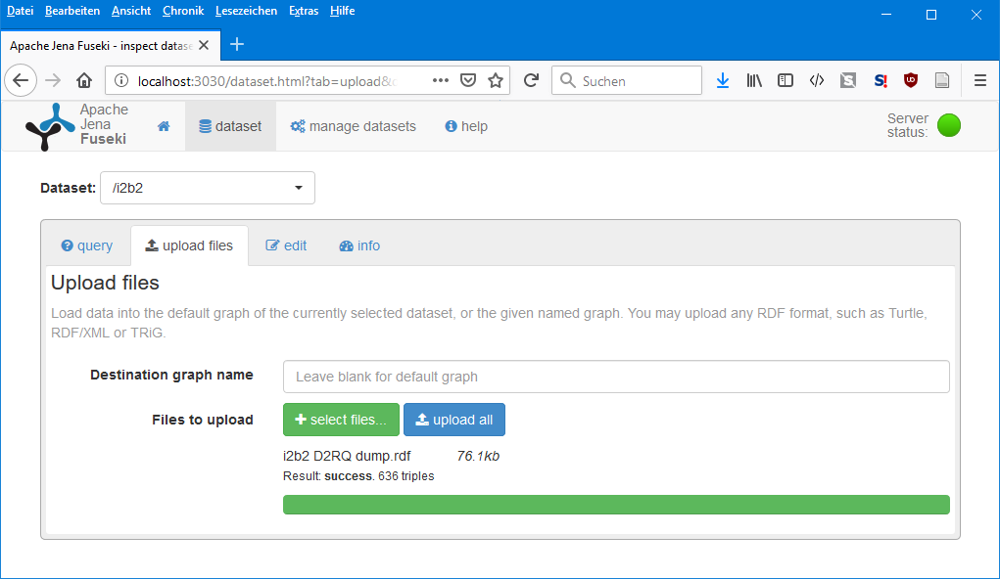 Datei Bearbeiten Ansicht Chronik Lesezeichen Extras Hilfe
Apache Jena Fuseki - inspect datase
localhost:3030/dataset.html?tab=upload&
Suchen
Apache
Jena
Fuseki
dataset
manage datasets
help
Server
status:
Dataset: /i2b2
query
upload files
edit
info
Upload files
Load data into the default graph of the currently selected dataset, or the given named graph. You may upload any RDF format, such as Turtle,
RDF/XML or TRiG.
Destination graph name
Leave blank for default graph
Files to upload
select files...
upload all
i2b2 D2RQ dump.rdf 76.1kb
Result: success. 636 triples